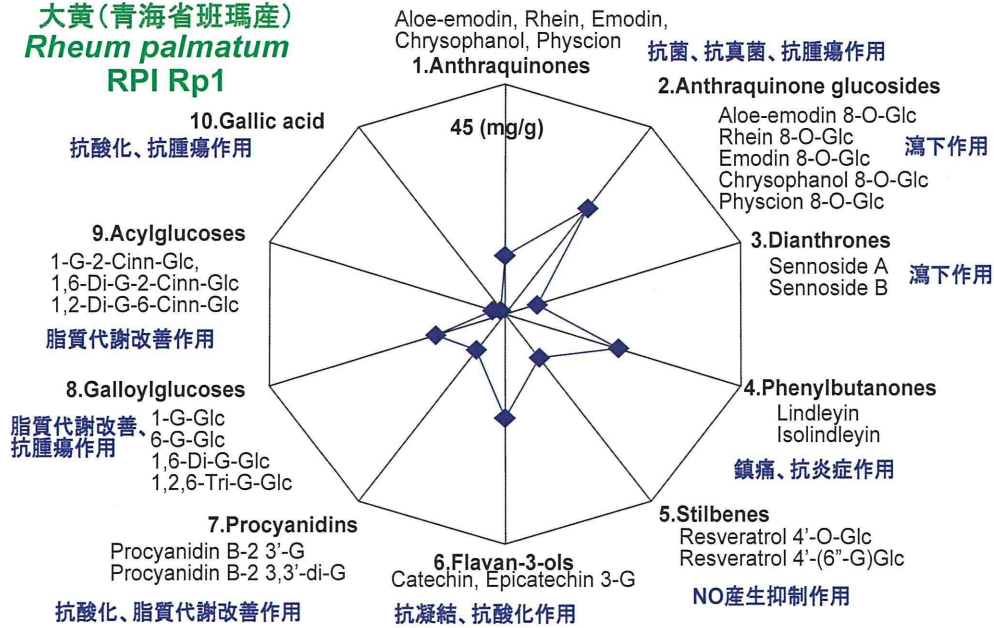 大黄（青海省班瑪産）
Rheum palmatum
RPI Rp1
Aloe-emodin, Rhein, Emodin,
Chrysophanol, Physcion
1.Anthraquinones
抗菌、抗真菌、抗腫瘍作用
45 (mg/g)
2.Anthraquinone glucosides
Aloe-emodin 8-O-Glc
Rhein 8-O-Glc
Emodin 8-O-Glc
Chrysophanol 8-O-Glc
Physcion 8-O-Glc
瀉下作用
3.Dianthrones
Sennoside A
Sennoside B
瀉下作用
4.Phenylbutanones
Lindleyin
Isolindleyin
鎮痛、抗炎症作用
5.Stilbenes
Resveratrol 4’-O-Glc
Resveratrol 4’-(6”-G)Glc
NO産生抑制作用
6.Flavan-3-ols
Catechin, Epicatechin 3-G
抗凝結、抗酸化作用
7.Procyanidins
Procyanidin B-2 3’-G
Procyanidin B-2 3,3’-di-G
抗酸化、脂質代謝改善作用
8.Galloylglucoses
1-G-Glc
6-G-Glc
1,6-Di-G-Glc
1,2,6-Tri-G-Glc
脂質代謝改善、
抗腫瘍作用
9.Acylglucoses
1-G-2-Cinn-Glc,
1,6-Di-G-2-Cinn-Glc
1,2-Di-G-6-Cinn-Glc
脂質代謝改善作用
10.Gallic acid
抗酸化、抗腫瘍作用